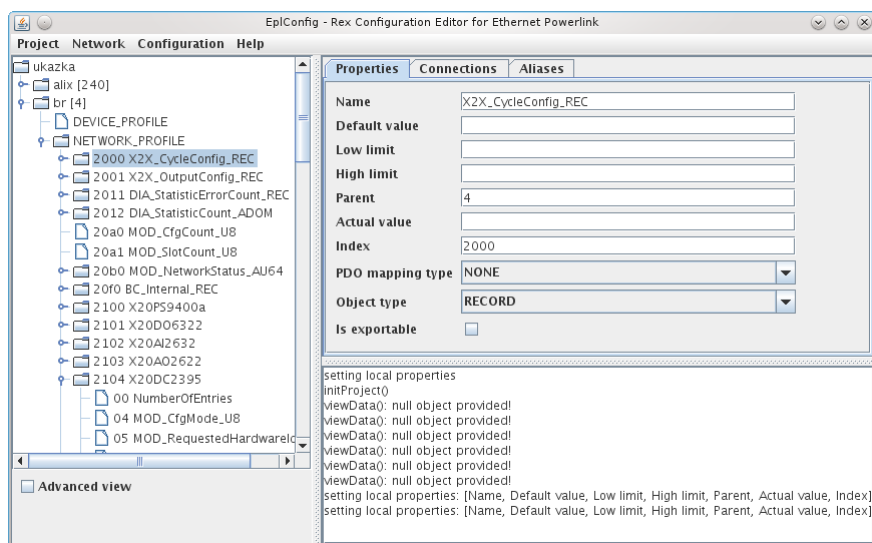 EplConfig - Rex Configuration Editor for Ethernet Powerlink
Project Network Configuration Help
ukazka
alix [240]
br [4]
DEVICE_PROFILE
NETWORK_PROFILE
2000 X2X_CycleConfig_REC
2001 X2X_OutputConfig_REC
2011 DIA_StatisticErrorCount_REC
2012 DIA_StatisticCount_ADOM
20a0 MOD_CfgCount_U8
20a1 MOD_SlotCount_U8
20b0 MOD_NetworkStatus_AU64
20f0 BC_Internal_REC
2100 X20PS9400a
2101 X20DO6322
2102 X20AI2632
2103 X20AO2622
2104 X20DC2395
00 NumberOfEntries
04 MOD_CfgMode_U8
05 MOD_RequestedHardwareId
Advanced view
Properties Connections Aliases
Name X2X_CycleConfig_REC
Default value
Low limit
High limit
Parent 4
Actual value
Index 2000
PDO mapping type NONE
Object type RECORD
Is exportable
setting local properties
initProject()
viewData(): null object provided!
viewData(): null object provided!
viewData(): null object provided!
viewData(): null object provided!
viewData(): null object provided!
viewData(): null object provided!
setting local properties: [Name, Default value, Low limit, High limit, Parent, Actual value, Index]
setting local properties: [Name, Default value, Low limit, High limit, Parent, Actual value, Index]